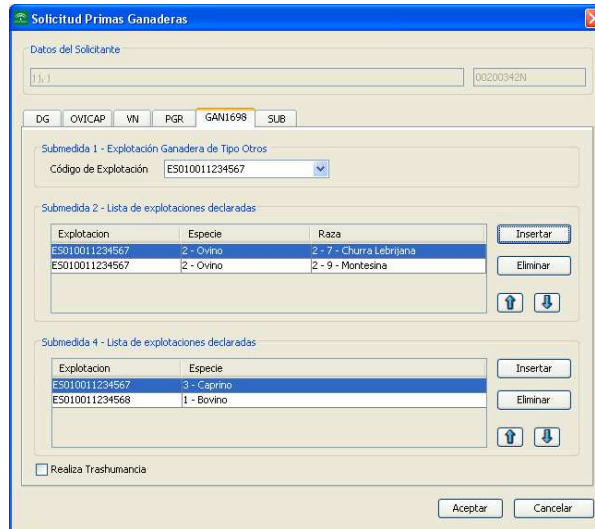 Solicitud Primas Ganaderas
Datos del Solicitante
11, 1 00200342N
DG OVICAP VN PGR GAN1698 SUB
Submedida 1 - Explotación Ganadera de Tipo Otros
Código de Explotación ES010011234567
Submedida 2 - Lista de explotaciones declaradas
Explotacion Especie Raza Insertar
ES010011234567 2 - Ovino 2 - 7 - Churra Lebrijana
ES010011234567 2 - Ovino 2 - 9 - Montesina Eliminar
Submedida 4 - Lista de explotaciones declaradas
Explotacion Especie Insertar
ES010011234567 3 - Caprino
ES010011234568 1 - Bovino Eliminar
Realiza Trashumancia
Aceptar Cancelar